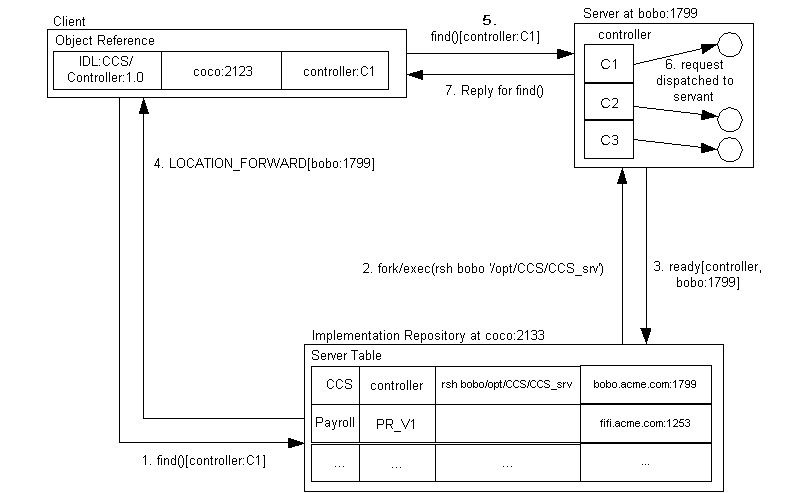 Client
Object Reference
IDL:CCS/
Controller:1.0
coco:2123
controller:C1
5.
find()[controller:C1]
7. Reply for find()
Server at bobo:1799
controller
C1
C2
C3
6. request
dispatched to
servant
4. LOCATION_FORWARD[bobo:1799]
2. fork/exec(rsh bobo '/opt/CCS/CCS_srv')
3. ready[controller,
bobo:1799]
Implementation Repository at coco:2133
Server Table
CCS controller rsh bobo/opt/CCS/CCS_srv bobo.acme.com:1799
Payroll PR_V1 fifi.acme.com:1253
... ... ... ...
1. find()[controller:C1]